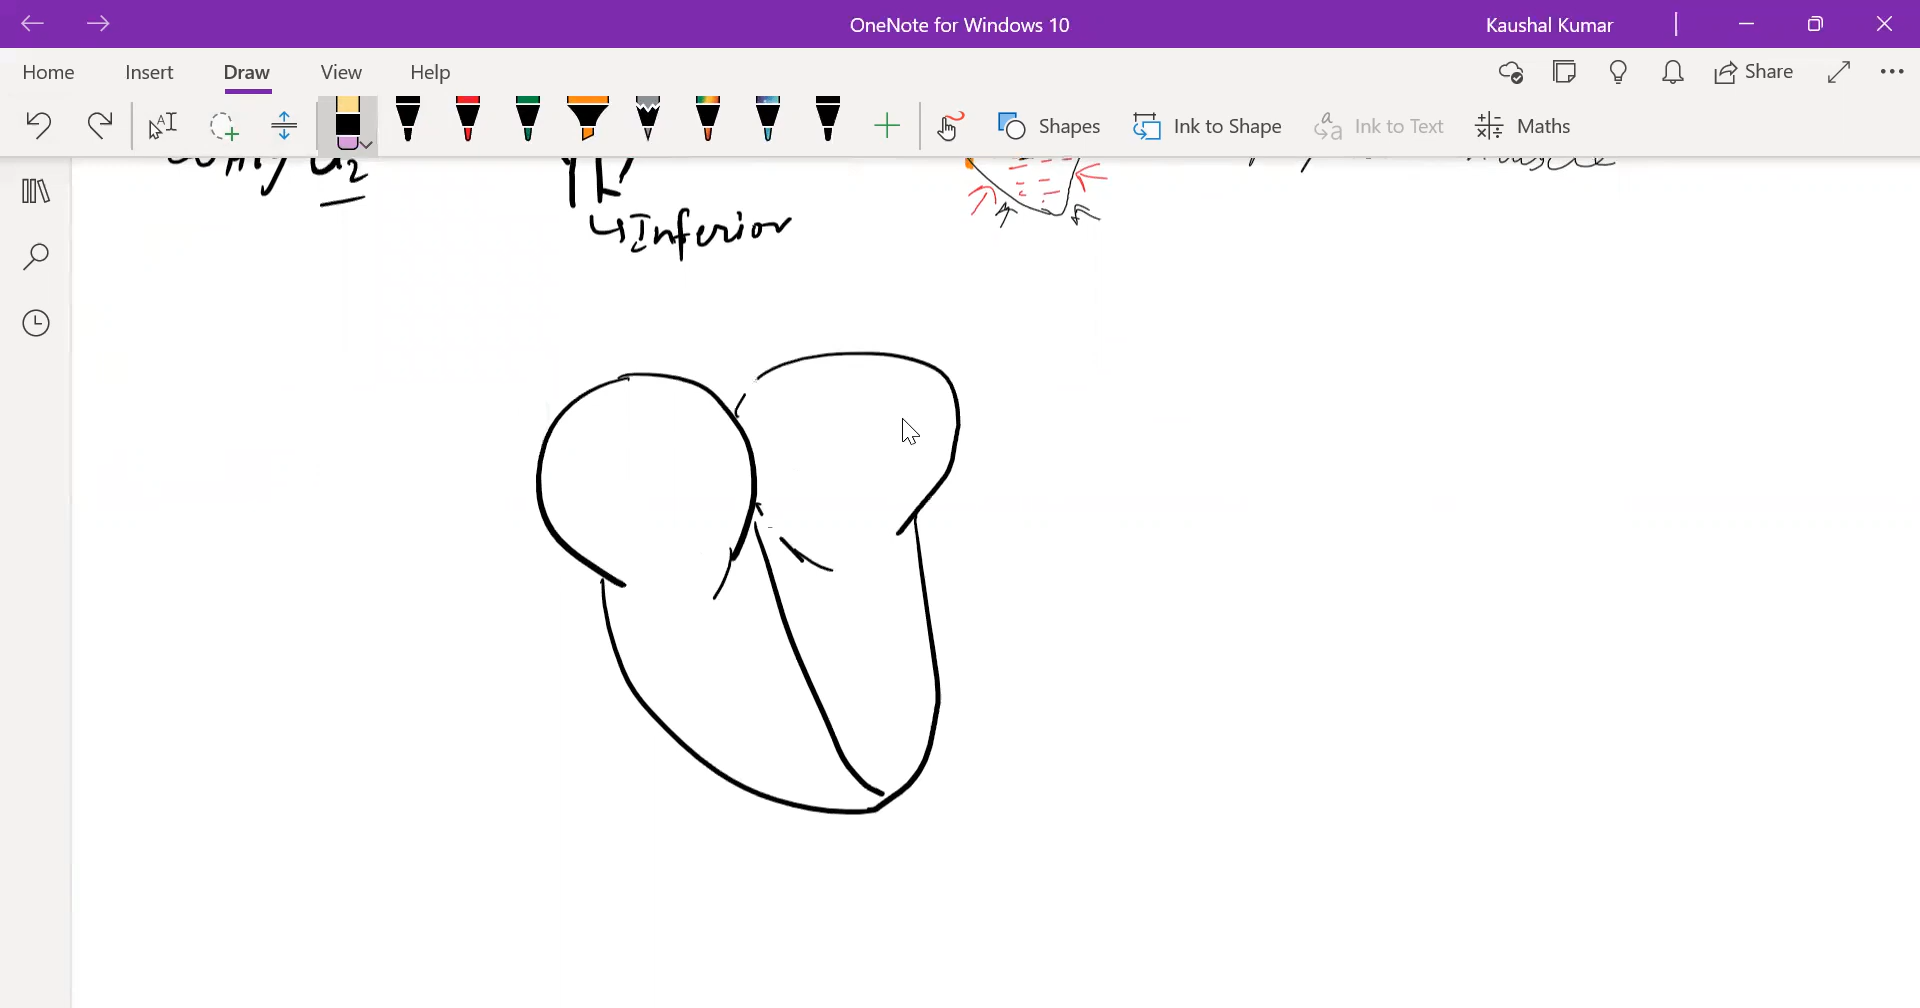 OneNote for Windows 10
Kaushal Kumar
Home Insert Draw View Help
Share
Shapes Ink to Shape Ink to Text Maths
Inferior